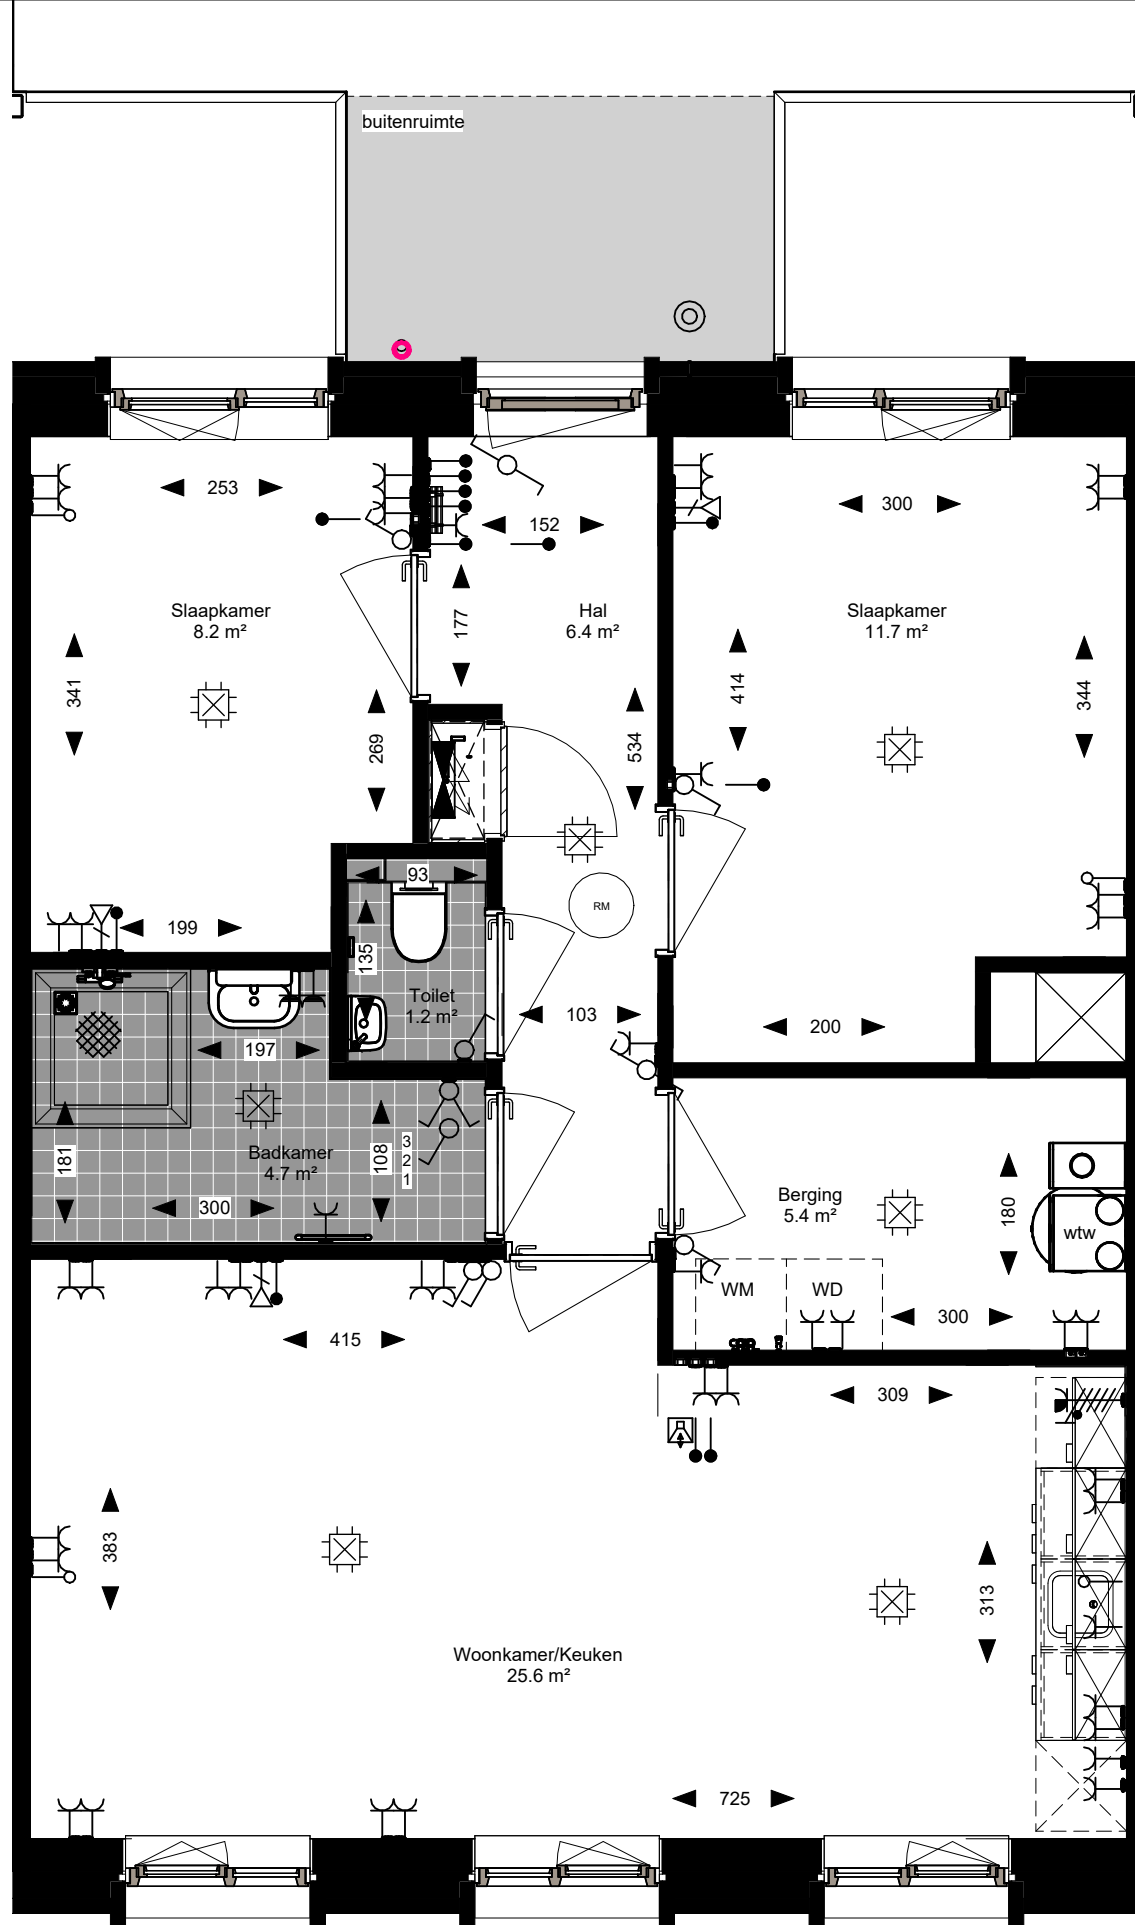 buitenruimte
253
152
300
Slaapkamer
8.2 m²
Hal
6.4 m²
Slaapkamer
11.7 m²
177
341
269
534
414
344
93
RM
199
135
Toilet
1.2 m²
103
200
197
181
Badkamer
4.7 m²
108
3
2
1
300
Berging
5.4 m²
180
wtw
WM
WD
300
415
309
383
313
Woonkamer/Keuken
25.6 m²
725